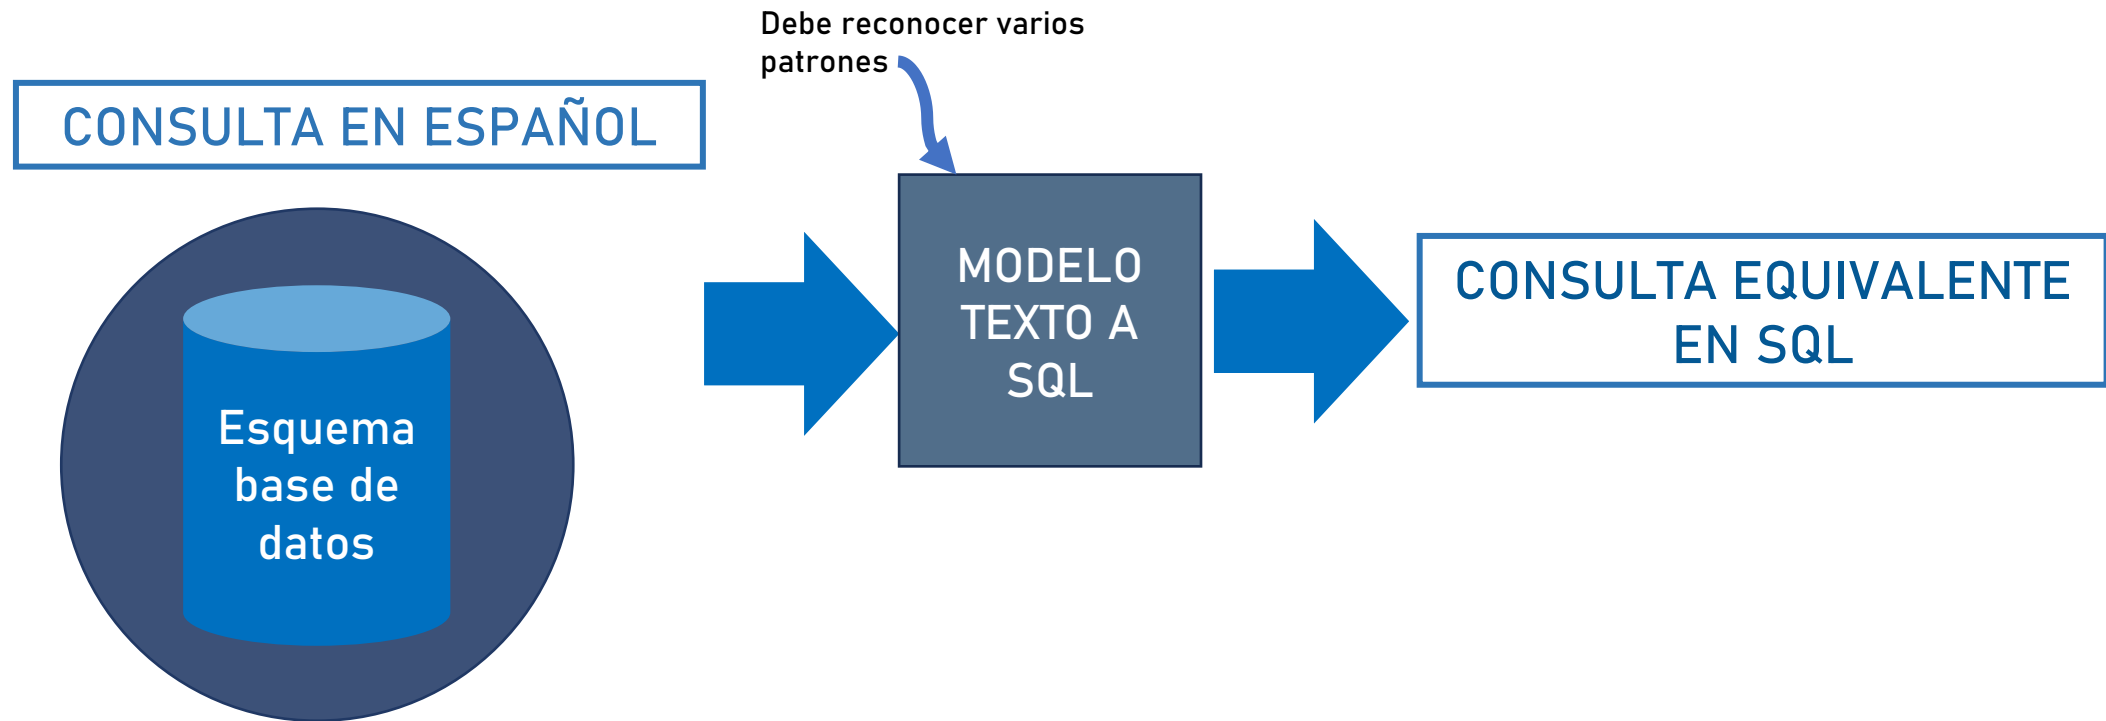 Debe reconocer varios
patrones
CONSULTA EN ESPAÑOL
MODELO
TEXTO A
SQL
CONSULTA EQUIVALENTE
EN SQL
Esquema
base de
datos